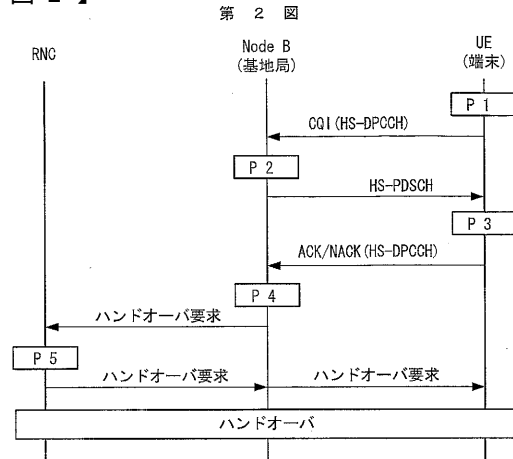 第 2 図
RNC
Node B
(基地局)
UE
(端末)
P 1
CQI(HS-DPCCH)
P 2
HS-PDSCH
P 3
ACK/NACK(HS-DPCCH)
P 4
ハンドオーバ要求
P 5
ハンドオーバ要求
ハンドオーバ要求
ハンドオーバ